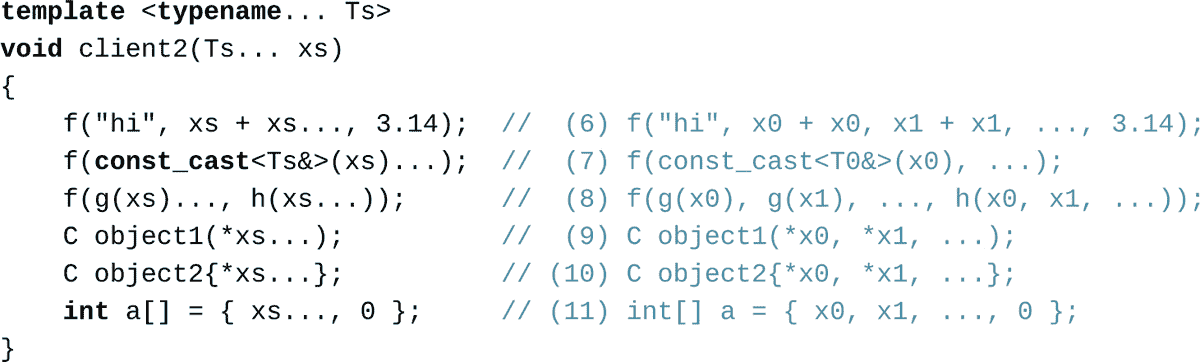 template <typename... Ts>
void client2(Ts... xs)
{
    f("hi", xs + xs..., 3.14);  //  (6) f("hi", x0 + x0, x1 + x1, ..., 3.14);
    f(const_cast<Ts&>(xs)...);  //  (7) f(const_cast<T0&>(x0), ...);
    f(g(xs)..., h(xs...));      //  (8) f(g(x0), g(x1), ..., h(x0, x1, ...));
    C object1(*xs...);          //  (9) C object1(*x0, *x1, ...);
    C object2{*xs...};          // (10) C object2{*x0, *x1, ...};
    int a[] = { xs..., 0 };     // (11) int[] a = { x0, x1, ..., 0 };
}